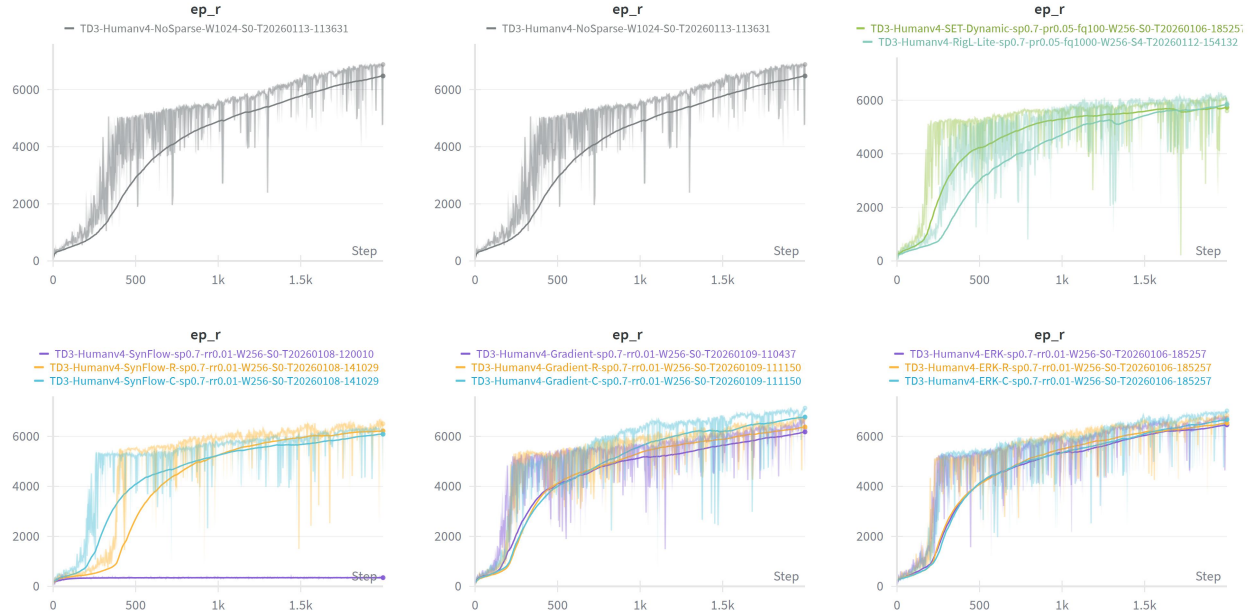 ep_r
TD3-Humanv4-NoSparse-W1024-S0-T20260113-113631
6000
4000
2000
0
Step
0 500 1k 1.5k
ep_r
TD3-Humanv4-NoSparse-W1024-S0-T20260113-113631
6000
4000
2000
0
Step
0 500 1k 1.5k
ep_r
TD3-Humanv4-SET-Dynamic-sp0.7-pr0.05-fq100-W256-S0-T20260106-185257
TD3-Humanv4-RigL-Lite-sp0.7-pr0.05-fq1000-W256-S4-T20260112-154132
6000
4000
2000
0
Step
0 500 1k 1.5k
ep_r
TD3-Humanv4-SynFlow-sp0.7-rr0.01-W256-S0-T20260108-120010
TD3-Humanv4-SynFlow-R-sp0.7-rr0.01-W256-S0-T20260108-141029
TD3-Humanv4-SynFlow-C-sp0.7-rr0.01-W256-S0-T20260108-141029
6000
4000
2000
0
Step
0 500 1k 1.5k
ep_r
TD3-Humanv4-Gradient-sp0.7-rr0.01-W256-S0-T20260109-110437
TD3-Humanv4-Gradient-R-sp0.7-rr0.01-W256-S0-T20260109-111150
TD3-Humanv4-Gradient-C-sp0.7-rr0.01-W256-S0-T20260109-111150
6000
4000
2000
0
Step
0 500 1k 1.5k
ep_r
TD3-Humanv4-ERK-sp0.7-rr0.01-W256-S0-T20260106-185257
TD3-Humanv4-ERK-R-sp0.7-rr0.01-W256-S0-T20260106-185257
TD3-Humanv4-ERK-C-sp0.7-rr0.01-W256-S0-T20260106-185257
6000
4000
2000
0
Step
0 500 1k 1.5k